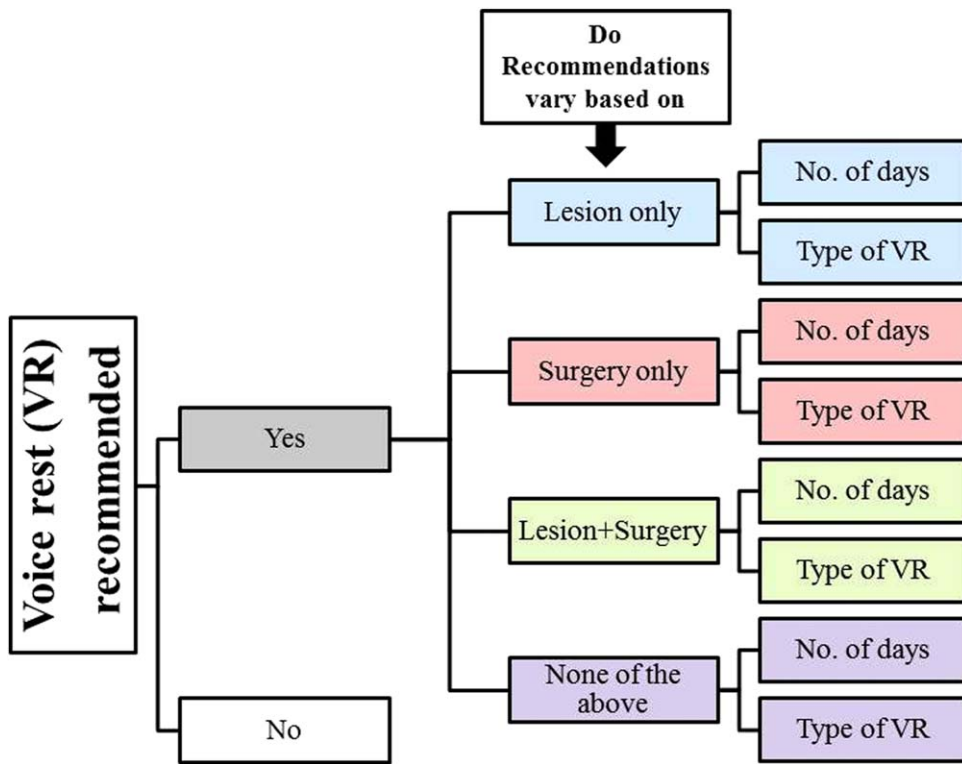 Do
Recommendations
vary based on
Voice rest (VR)
recommended
Yes
No
Lesion only
No. of days
Type of VR
Surgery only
No. of days
Type of VR
Lesion+Surgery
No. of days
Type of VR
None of the
above
No. of days
Type of VR